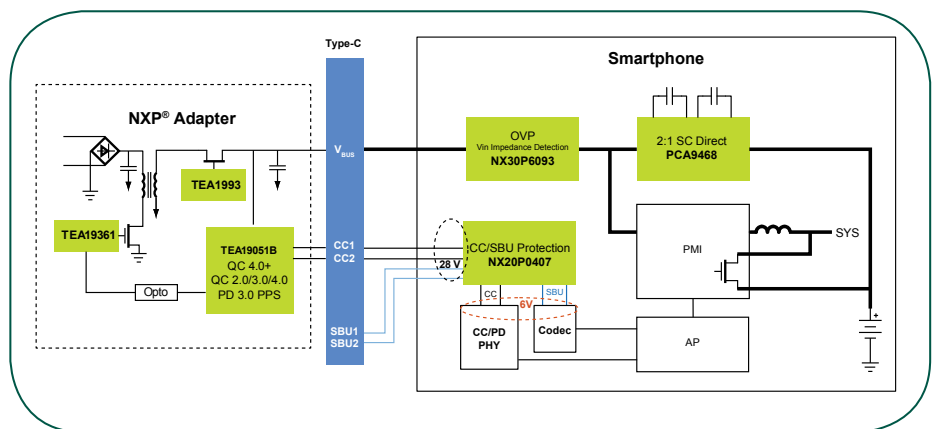 Type-C
NXP® Adapter
TEA1993
TEA19361
TEA19051B
QC 4.0+
QC 2.0/3.0/4.0
PD 3.0 PPS
Opto
VBUS
CC1
CC2
SBU1
SBU2
Smartphone
OVP
Vin Impedance Detection
NX30P6093
2:1 SC Direct
PCA9468
CC/SBU Protection
NX20P0407
28 V
CC
SBU
6V
CC/PD
PHY
Codec
PMI
SYS
AP
+